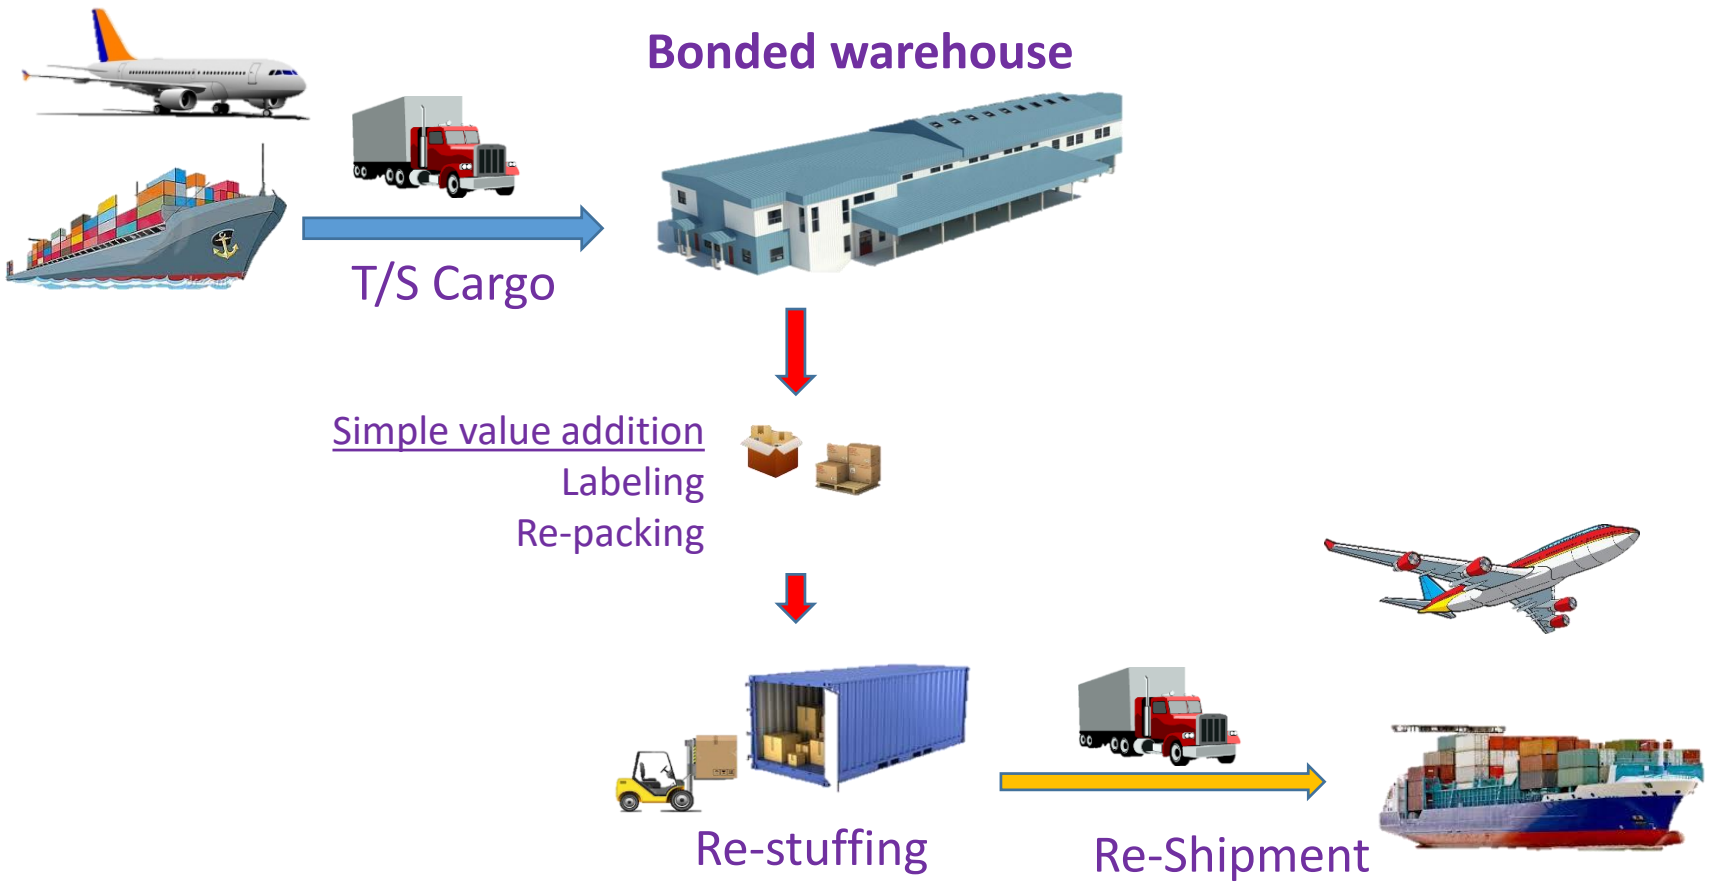 Bonded warehouse
T/S Cargo
Simple value addition
Labeling
Re-packing
Re-stuffing
Re-Shipment